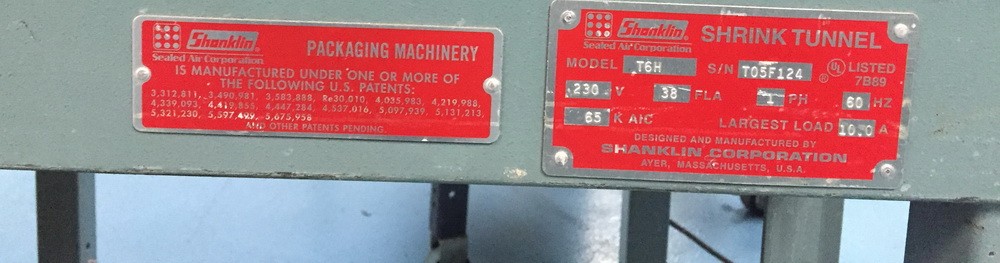 Shanklin®
Sealed Air Corporation
PACKAGING MACHINERY
IS MANUFACTURED UNDER ONE OR MORE OF
THE FOLLOWING U.S. PATENTS:
3,312,811, 3,490,981, 3,583,888, Re30,010, 4,035,983, 4,219,988,
4,339,093, 4,419,855, 4,447,284, 4,537,016, 5,097,939, 5,131,213,
5,321,230, 5,597,499, 5,675,958
AND OTHER PATENTS PENDING.
Shanklin®
Sealed Air Corporation
SHRINK TUNNEL
MODEL T6H S/N T05F124 ® UL LISTED
7B89
230 V 38 FLA 1 PH 60 HZ
65 K AIC LARGEST LOAD 10.0 A
DESIGNED AND MANUFACTURED BY
SHANKLIN CORPORATION
AYER, MASSACHUSETTS, U.S.A.